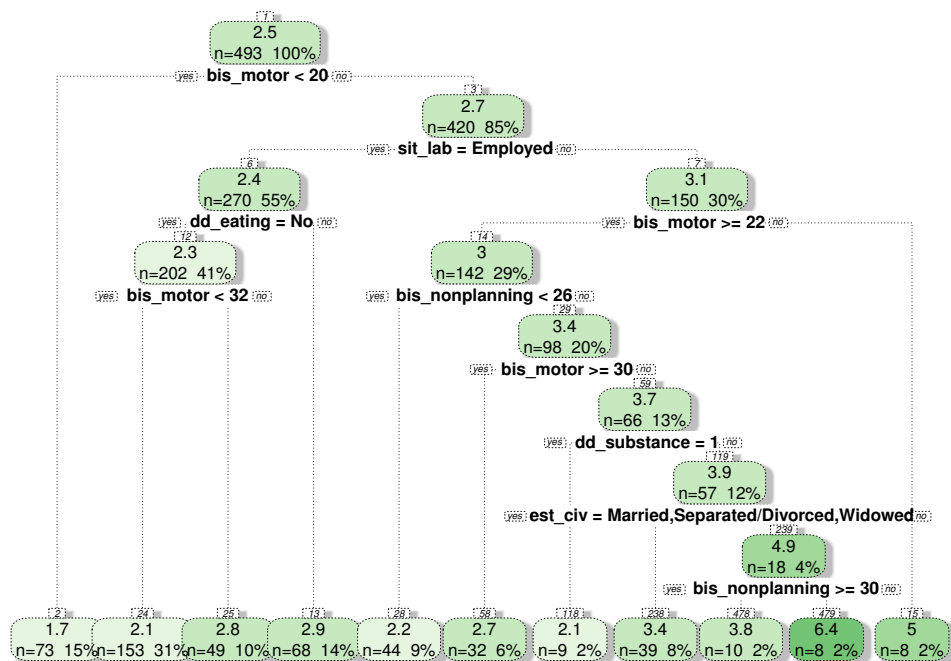 1
2.5
n=493 100%
yes bis_motor < 20 no
3
2.7
n=420 85%
yes sit_lab = Employed no
6
2.4
n=270 55%
yes dd_eating = No no
7
3.1
n=150 30%
yes bis_motor >= 22 no
12
2.3
n=202 41%
yes bis_motor < 32 no
14
3
n=142 29%
yes bis_nonplanning < 26 no
29
3.4
n=98 20%
yes bis_motor >= 30 no
59
3.7
n=66 13%
yes dd_substance = 1 no
119
3.9
n=57 12%
yes est_civ = Married,Separated/Divorced,Widowed no
239
4.9
n=18 4%
yes bis_nonplanning >= 30 no
2
1.7
n=73 15%
24
2.1
n=153 31%
25
2.8
n=49 10%
13
2.9
n=68 14%
28
2.2
n=44 9%
58
2.7
n=32 6%
118
2.1
n=9 2%
238
3.4
n=39 8%
478
3.8
n=10 2%
479
6.4
n=8 2%
15
5
n=8 2%